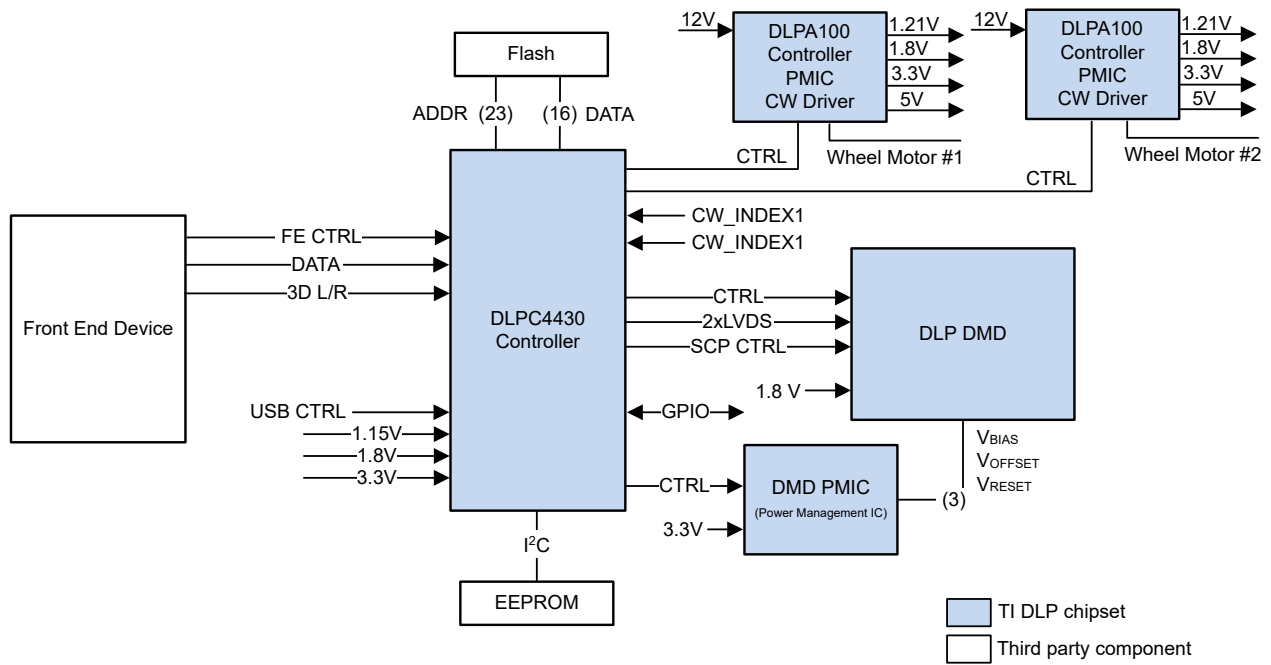 12V
DLPA100
Controller
PMIC
CW Driver
1.21V
1.8V
3.3V
5V
12V
DLPA100
Controller
PMIC
CW Driver
1.21V
1.8V
3.3V
5V
Flash
ADDR (23) (16) DATA
CTRL
Wheel Motor #1
CTRL
Wheel Motor #2
Front End Device
FE CTRL
DATA
3D L/R
DLPC4430
Controller
CW_INDEX1
CW_INDEX1
CTRL
2xLVDS
SCP CTRL
DLP DMD
1.8 V
USB CTRL
1.15V
1.8V
3.3V
GPIO
VBIAS
VOFFSET
VRESET
CTRL
3.3V
DMD PMIC
(Power Management IC)
(3)
I²C
EEPROM
TI DLP chipset
Third party component